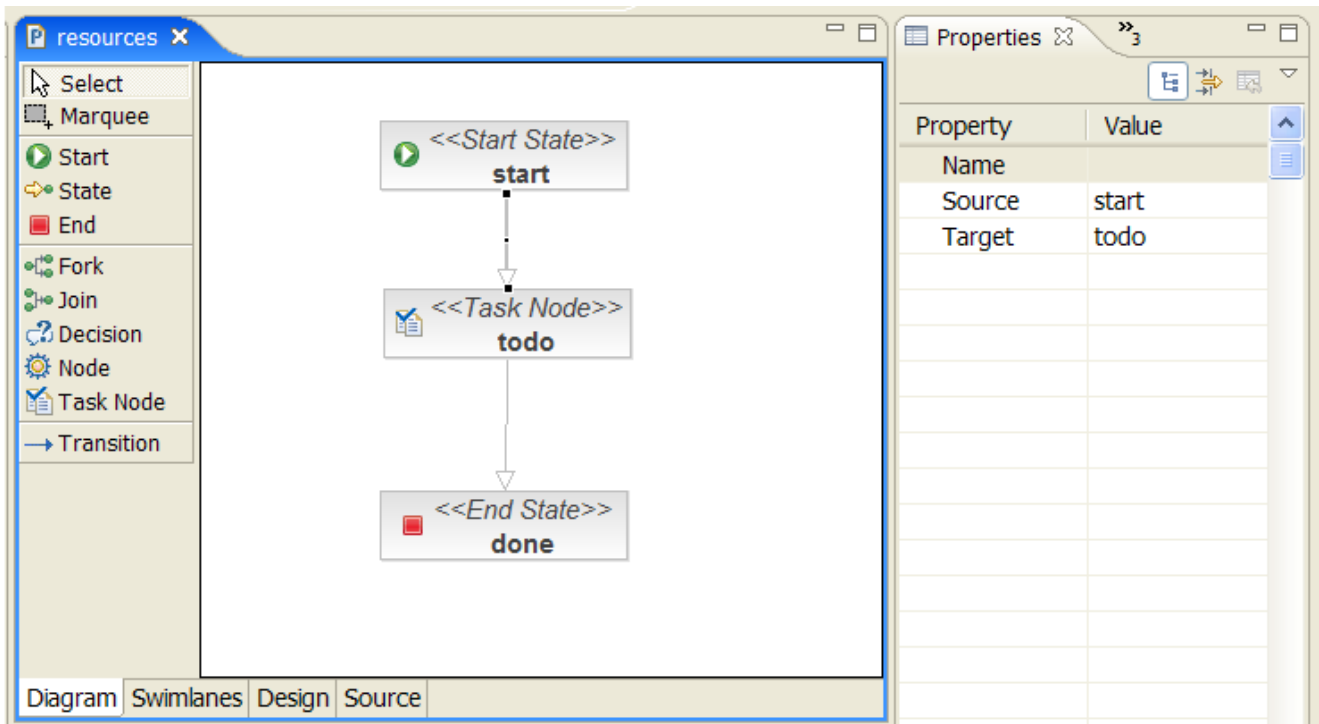 resources
Select
Marquee
Start
State
End
Fork
Join
Decision
Node
Task Node
Transition
<<Start State>>
start
<<Task Node>>
todo
<<End State>>
done
Diagram Swimlanes Design Source
Properties »3
Property Value
Name
Source start
Target todo